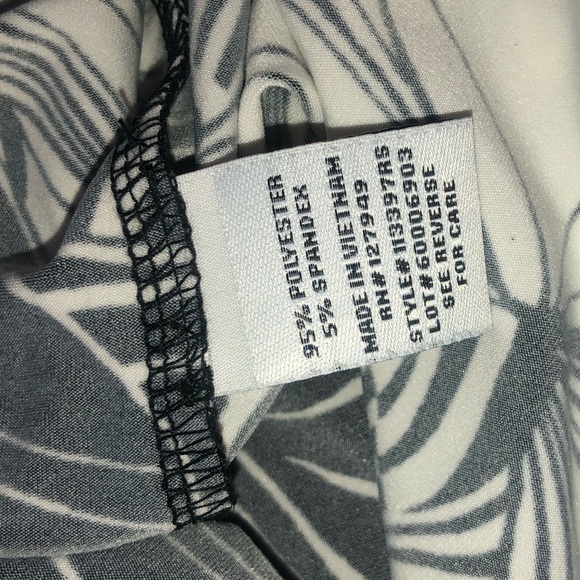 95% POLYESTER
5% SPANDEX
MADE IN VIETNAM
RN# 127949
STYLE# 113397RS
LOT# 60006903
SEE REVERSE
FOR CARE